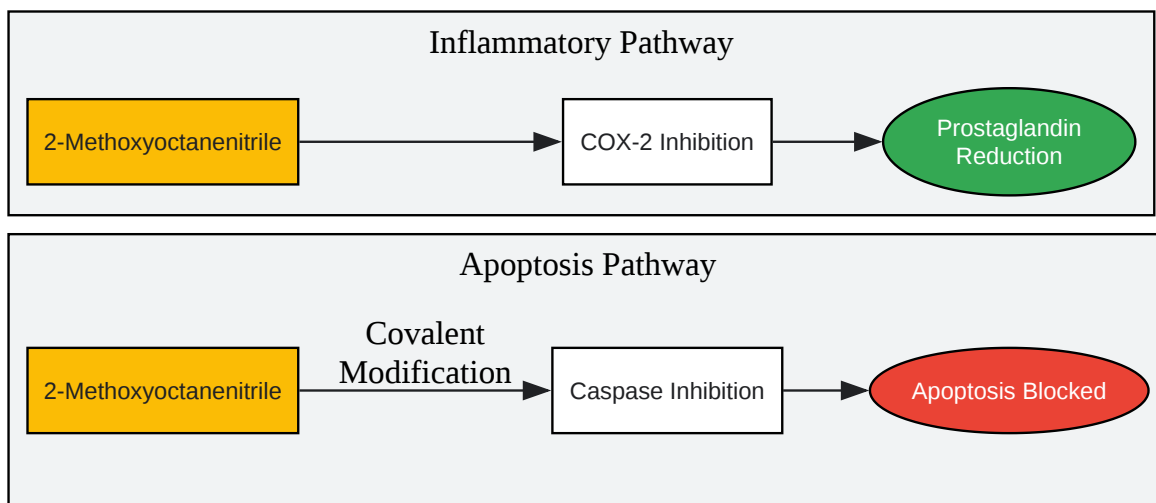 Inflammatory Pathway
2-Methoxyoctanenitrile
COX-2 Inhibition
Prostaglandin
Reduction
Apoptosis Pathway
2-Methoxyoctanenitrile
Covalent
Modification
Caspase Inhibition
Apoptosis Blocked